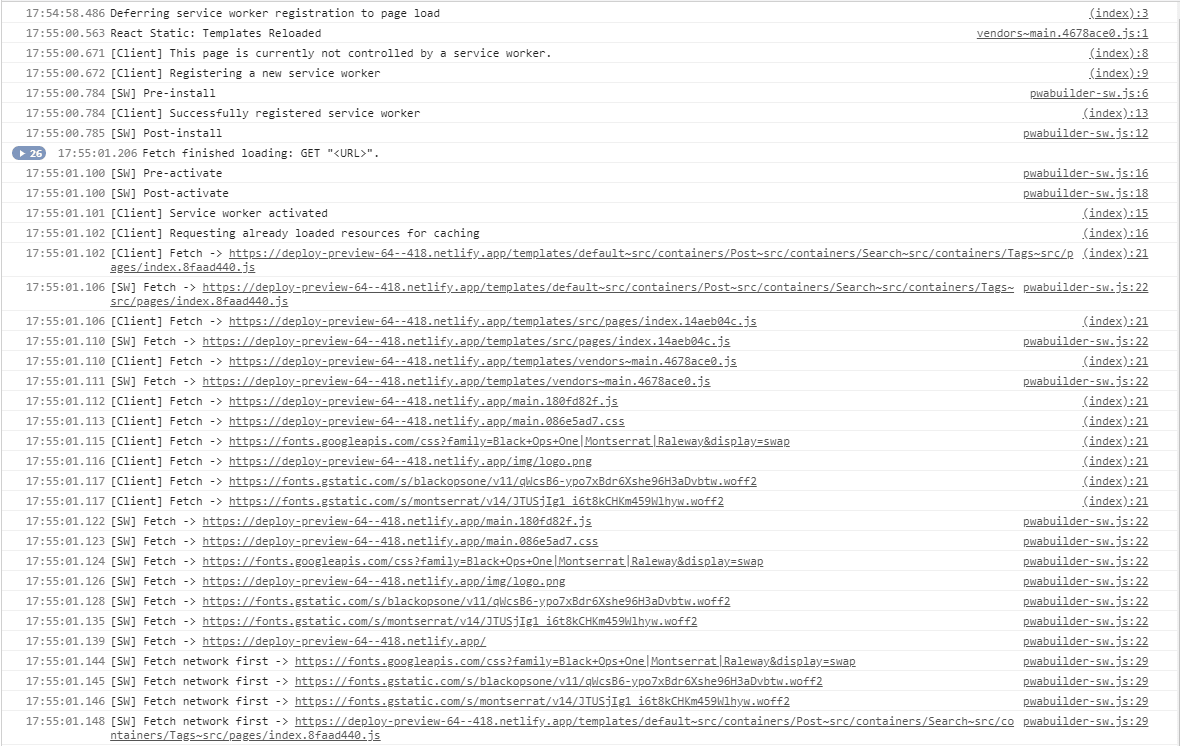 17:54:58.486 Deferring service worker registration to page load (index):3
17:55:00.563 React Static: Templates Reloaded vendors~main.4678ace0.js:1
17:55:00.671 [Client] This page is currently not controlled by a service worker. (index):8
17:55:00.672 [Client] Registering a new service worker (index):9
17:55:00.784 [SW] Pre-install pwabuilder-sw.js:6
17:55:00.784 [Client] Successfully registered service worker (index):13
17:55:00.785 [SW] Post-install pwabuilder-sw.js:12
26 17:55:01.206 Fetch finished loading: GET "<URL>".
17:55:01.100 [SW] Pre-activate pwabuilder-sw.js:16
17:55:01.100 [SW] Post-activate pwabuilder-sw.js:18
17:55:01.101 [Client] Service worker activated (index):15
17:55:01.102 [Client] Requesting already loaded resources for caching (index):16
17:55:01.102 [Client] Fetch -> https://deploy-preview-64--418.netlify.app/templates/default~src/containers/Post~src/containers/Search~src/containers/Tags~src/p (index):21
ages/index.8faad440.js
17:55:01.106 [SW] Fetch -> https://deploy-preview-64--418.netlify.app/templates/default~src/containers/Post~src/containers/Search~src/containers/Tags~ pwabuilder-sw.js:22
src/pages/index.8faad440.js
17:55:01.106 [Client] Fetch -> https://deploy-preview-64--418.netlify.app/templates/src/pages/index.14aeb04c.js (index):21
17:55:01.110 [SW] Fetch -> https://deploy-preview-64--418.netlify.app/templates/src/pages/index.14aeb04c.js pwabuilder-sw.js:22
17:55:01.110 [Client] Fetch -> https://deploy-preview-64--418.netlify.app/templates/vendors~main.4678ace0.js (index):21
17:55:01.111 [SW] Fetch -> https://deploy-preview-64--418.netlify.app/templates/vendors~main.4678ace0.js pwabuilder-sw.js:22
17:55:01.112 [Client] Fetch -> https://deploy-preview-64--418.netlify.app/main.180fd82f.js (index):21
17:55:01.113 [Client] Fetch -> https://deploy-preview-64--418.netlify.app/main.086e5ad7.css (index):21
17:55:01.115 [Client] Fetch -> https://fonts.googleapis.com/css?family=Black+Ops+One|Montserrat|Raleway&display=swap (index):21
17:55:01.116 [Client] Fetch -> https://deploy-preview-64--418.netlify.app/img/logo.png (index):21
17:55:01.117 [Client] Fetch -> https://fonts.gstatic.com/s/blackopsone/v11/qWcsB6-ypo7xBdr6Xshe96H3aDvbtw.woff2 (index):21
17:55:01.117 [Client] Fetch -> https://fonts.gstatic.com/s/montserrat/v14/JTUSjIg1_i6t8kCHKm459Wlhyw.woff2 (index):21
17:55:01.122 [SW] Fetch -> https://deploy-preview-64--418.netlify.app/main.180fd82f.js pwabuilder-sw.js:22
17:55:01.123 [SW] Fetch -> https://deploy-preview-64--418.netlify.app/main.086e5ad7.css pwabuilder-sw.js:22
17:55:01.124 [SW] Fetch -> https://fonts.googleapis.com/css?family=Black+Ops+One|Montserrat|Raleway&display=swap pwabuilder-sw.js:22
17:55:01.126 [SW] Fetch -> https://deploy-preview-64--418.netlify.app/img/logo.png pwabuilder-sw.js:22
17:55:01.128 [SW] Fetch -> https://fonts.gstatic.com/s/blackopsone/v11/qWcsB6-ypo7xBdr6Xshe96H3aDvbtw.woff2 pwabuilder-sw.js:22
17:55:01.135 [SW] Fetch -> https://fonts.gstatic.com/s/montserrat/v14/JTUSjIg1_i6t8kCHKm459Wlhyw.woff2 pwabuilder-sw.js:22
17:55:01.139 [SW] Fetch -> https://deploy-preview-64--418.netlify.app/ pwabuilder-sw.js:22
17:55:01.144 [SW] Fetch network first -> https://fonts.googleapis.com/css?family=Black+Ops+One|Montserrat|Raleway&display=swap pwabuilder-sw.js:29
17:55:01.145 [SW] Fetch network first -> https://fonts.gstatic.com/s/blackopsone/v11/qWcsB6-ypo7xBdr6Xshe96H3aDvbtw.woff2 pwabuilder-sw.js:29
17:55:01.146 [SW] Fetch network first -> https://fonts.gstatic.com/s/montserrat/v14/JTUSjIg1_i6t8kCHKm459Wlhyw.woff2 pwabuilder-sw.js:29
17:55:01.148 [SW] Fetch network first -> https://deploy-preview-64--418.netlify.app/templates/default~src/containers/Post~src/containers/Search~src/co pwabuilder-sw.js:29
ntainers/Tags~src/pages/index.8faad440.js